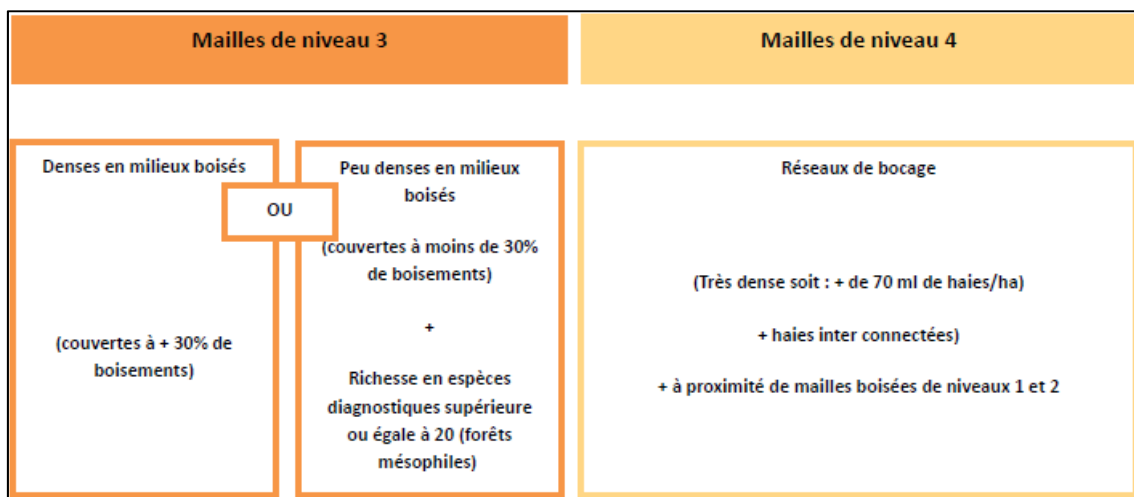 Mailles de niveau 3
Mailles de niveau 4
Denses en milieux boisés
(couvertes à + 30% de
boisements)
OU
Peu denses en milieux
boisés
(couvertes à moins de 30%
de boisements)
+
Richesse en espèces
diagnostiques supérieure
ou égale à 20 (forêts
mésophiles)
Réseaux de bocage
(Très dense soit : + de 70 ml de haies/ha)
+ haies inter connectées)
+ à proximité de mailles boisées de niveaux 1 et 2